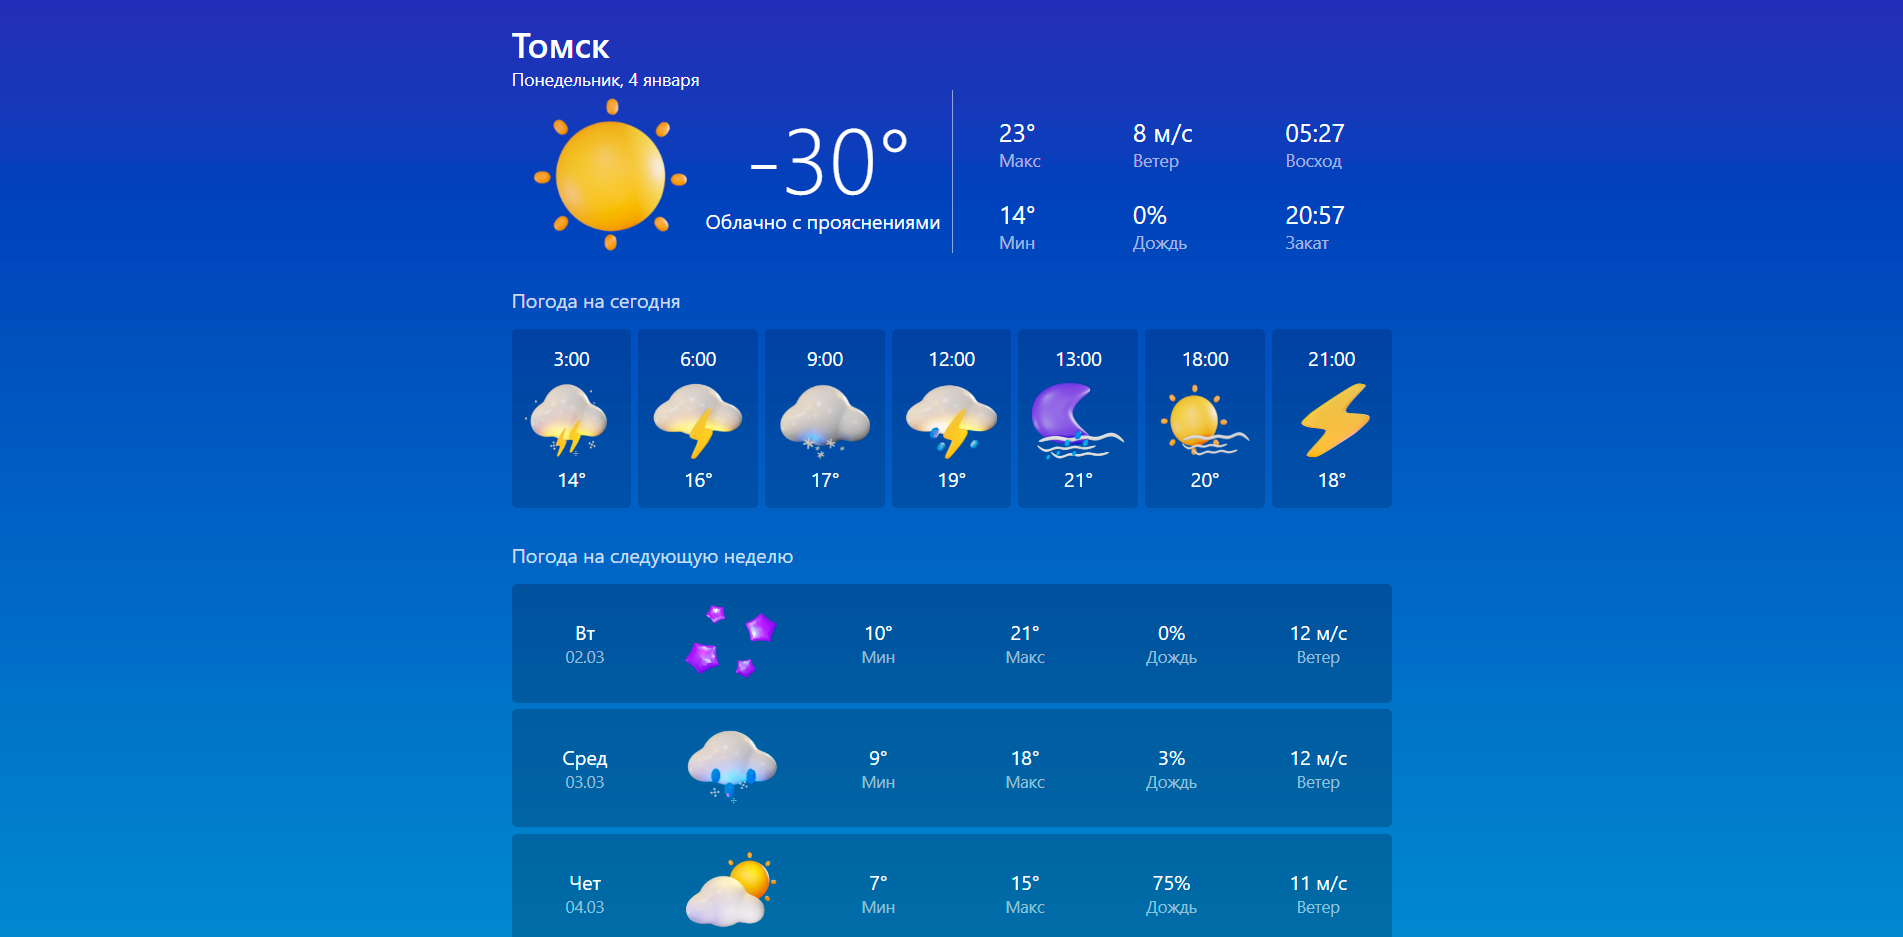 Томск
Понедельник, 4 января
-30°
Облачно с прояснениями
23° 8 м/с 05:27
Макс Ветер Восход
14° 0% 20:57
Мин Дождь Закат
Погода на сегодня
3:00 6:00 9:00 12:00 13:00 18:00 21:00
14° 16° 17° 19° 21° 20° 18°
Погода на следующую неделю
Вт 10° 21° 0% 12 м/с
02.03 Мин Макс Дождь Ветер
Сред 9° 18° 3% 12 м/с
03.03 Мин Макс Дождь Ветер
Чет 7° 15° 75% 11 м/с
04.03 Мин Макс Дождь Ветер